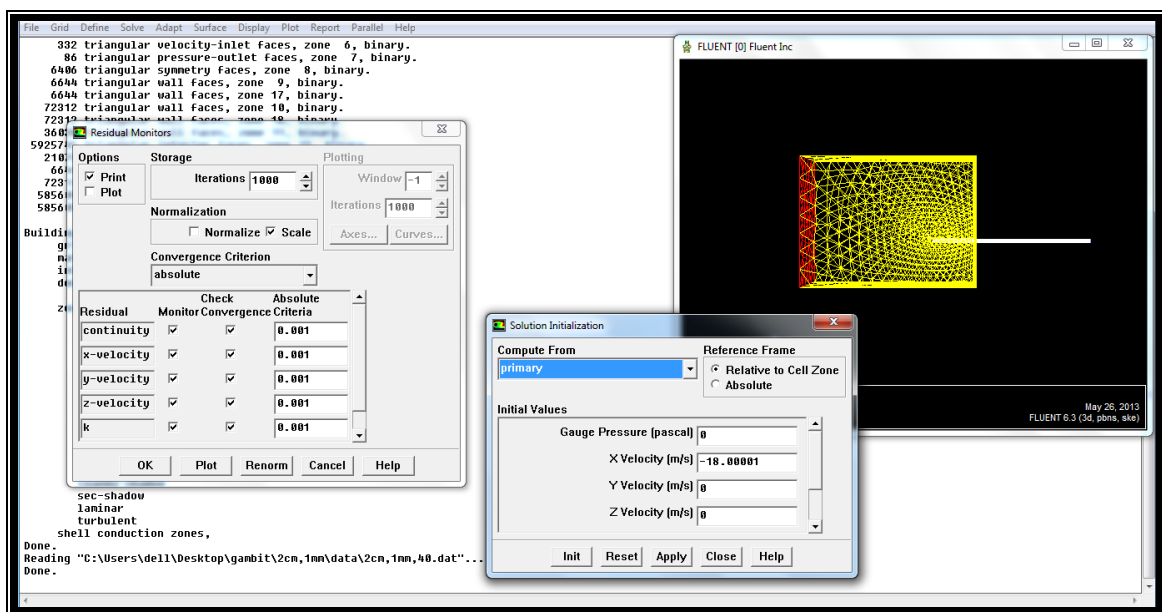 File Grid Define Solve Adapt Surface Display Plot Report Parallel Help
332 triangular velocity-inlet faces, zone 6, binary.
86 triangular pressure-outlet faces, zone 7, binary.
6406 triangular symmetry faces, zone 8, binary.
6644 triangular wall faces, zone 9, binary.
6644 triangular wall faces, zone 17, binary.
72312 triangular wall faces, zone 10, binary.
72312 triangular wall faces, zone 18, binary.
Residual Monitors
Options
Print
Plot
Storage
Iterations 1000
Normalization
Normalize Scale
Convergence Criterion
absolute
Plotting
Window -1
Iterations 1000
Axes... Curves...
Residual Monitor Check Convergence Absolute Criteria
continuity 0.001
x-velocity 0.001
y-velocity 0.001
z-velocity 0.001
k 0.001
OK Plot Renorm Cancel Help
sec-shadow
laminar
turbulent
shell conduction zones,
Done.
Reading "C:\Users\dell\Desktop\gambit\2cm,1mm\data\2cm,1mm,40.dat"...
Done.
FLUENT [0] Fluent Inc
May 26, 2013
FLUENT 6.3 (3d, pbns, ske)
Solution Initialization
Compute From
primary
Reference Frame
Relative to Cell Zone
Absolute
Initial Values
Gauge Pressure (pascal) 0
X Velocity (m/s) -18.00001
Y Velocity (m/s) 0
Z Velocity (m/s) 0
Init Reset Apply Close Help